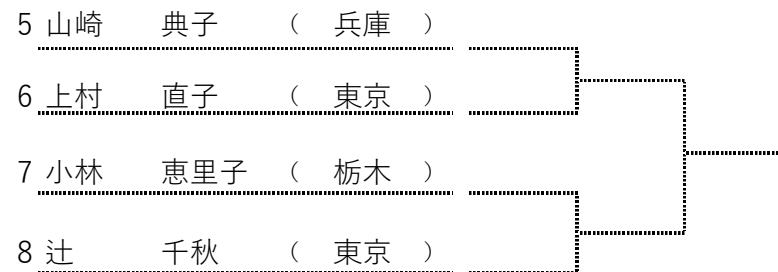 5 山崎 典子 （ 兵庫 ）
6 上村 直子 （ 東京 ）
7 小林 恵里子 （ 栃木 ）
8 辻 千秋 （ 東京 ）